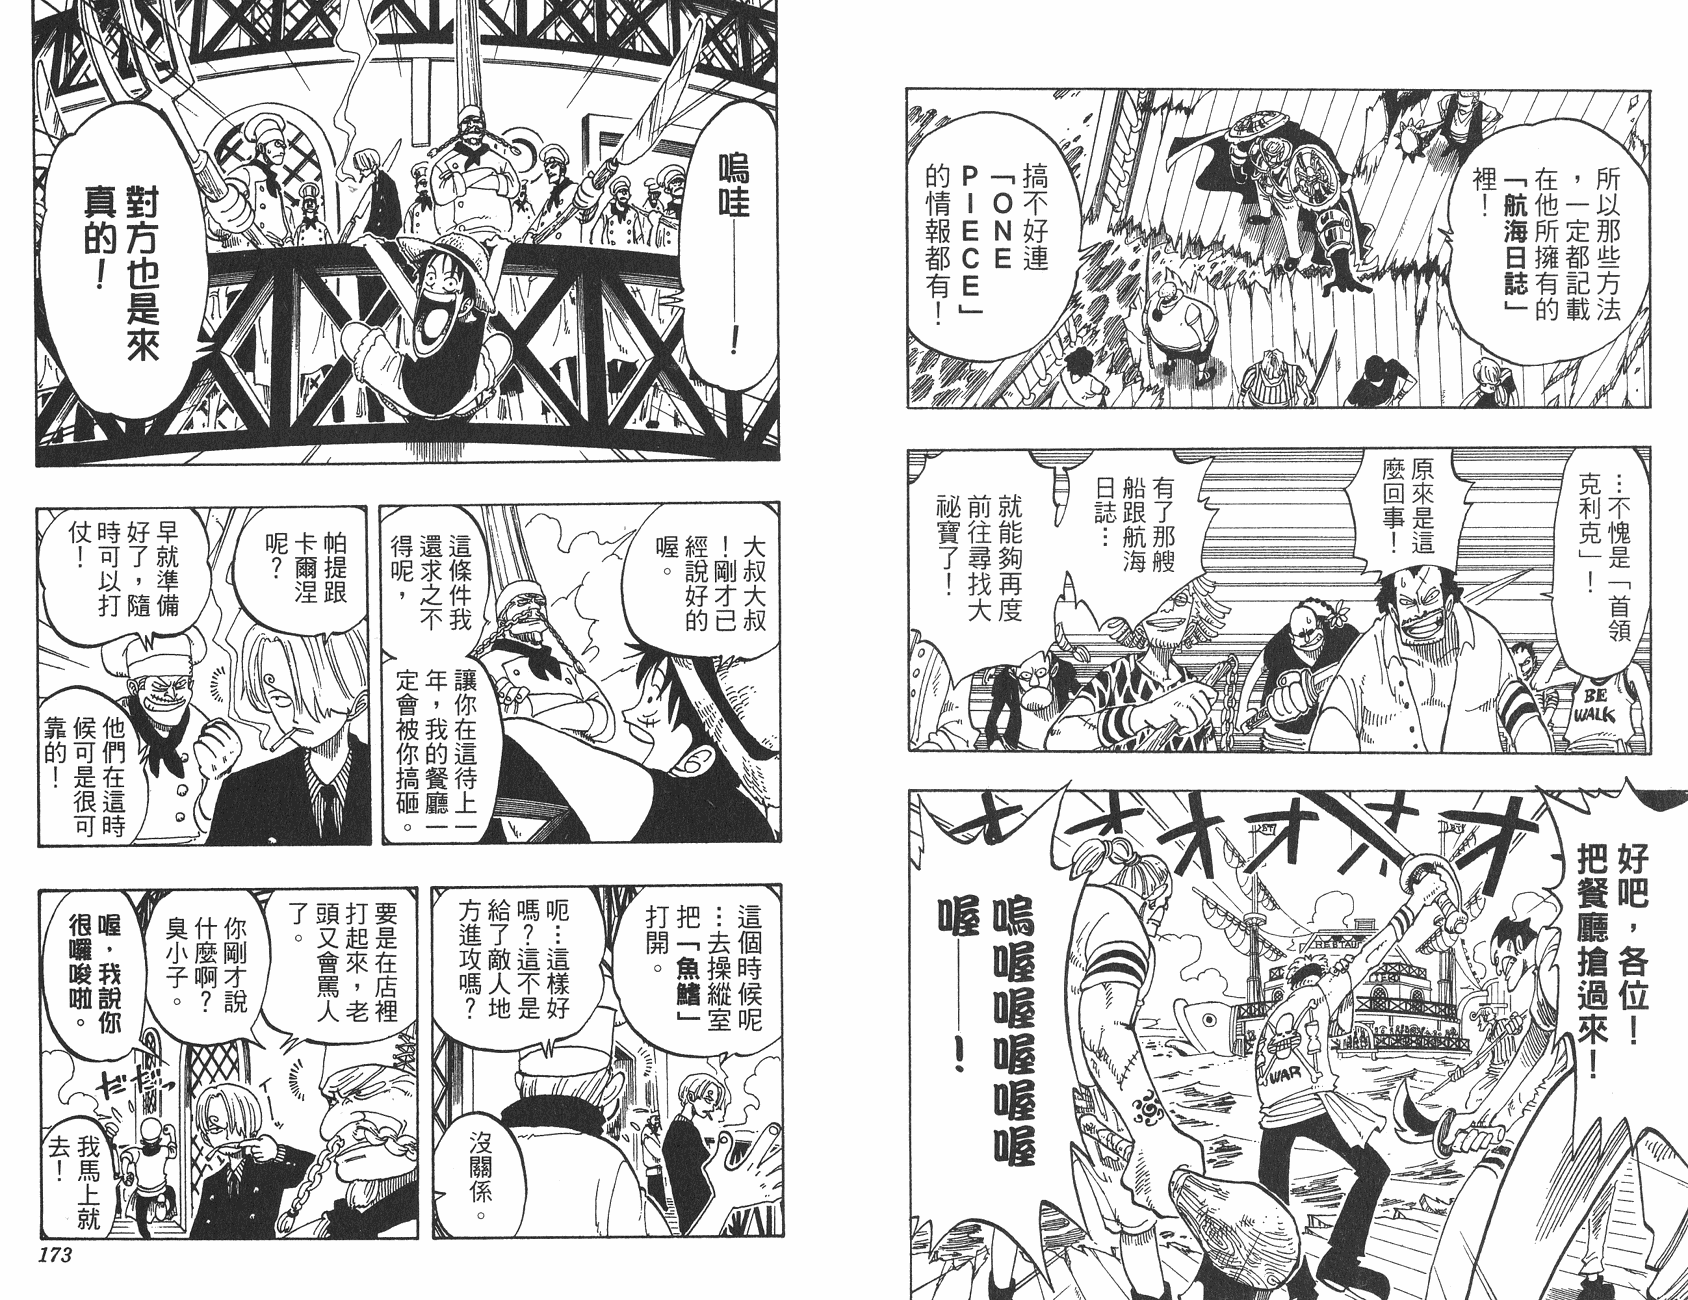 所以那些方法
，一定都記載
在他所擁有的
「航海日誌」
裡！
搞不好連
「ONE
PIECE」
的情報都有！
…不愧是「首領
克利克」！
原來是這
麼回事！
有了那艘
船跟航海
日誌…
就能夠再度
前往尋找大
祕寶了！
BE
WALK
好吧，各位！
把餐廳搶過來！
RESTAU
WAR
嗚喔喔喔喔喔
喔——！
嗚哇——！
對方也是來
真的！
大叔大叔
！剛才已
經說好的
喔。
這條件我
還求之不
得呢，
讓你在這待上一
年，我的餐廳一
定會被你搞砸。
帕提跟
卡爾涅
呢？
早就準備
好了，隨
時可以打
仗！
他們在這時
候可是很可
靠的！
這個時候呢
…去操縱室
把「魚鰭」
打開。
呃…這樣好
嗎？這不是
給了敵人地
方進攻嗎？
沒關係。
要是在店裡
打起來，老
頭又會罵人
了。
你剛才說
什麼啊？
臭小子。
喔，我說你
很囉唆啦。
だだっ
我馬上就
去！
173